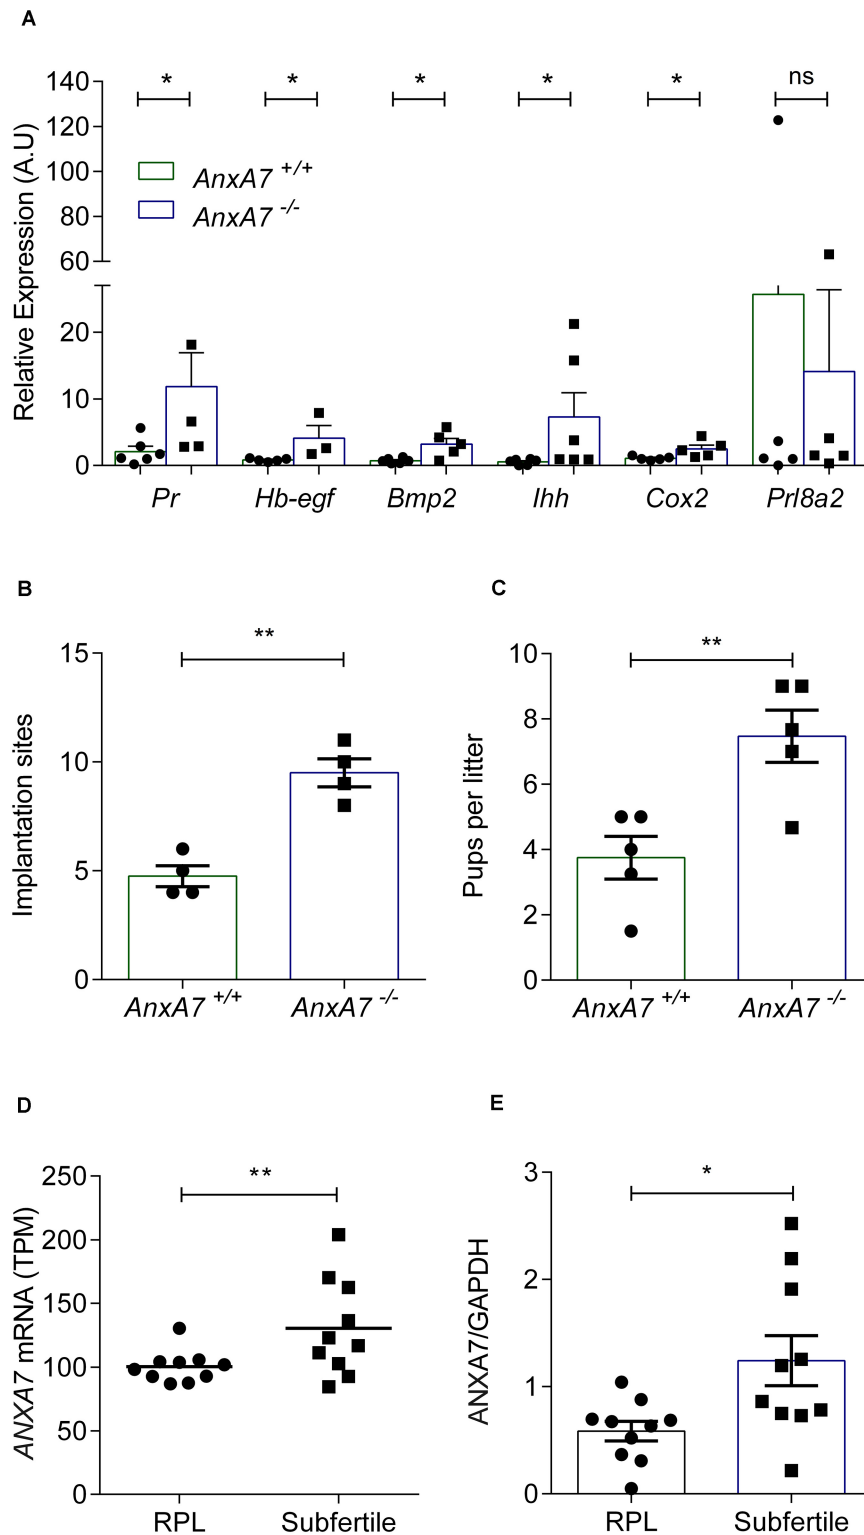 A
* * * * * ns
140
120
100
80
60
20
10
0
Relative Expression (A.U)
AnxA7 +/+
AnxA7 -/-
Pr Hb-egf Bmp2 Ihh Cox2 Prl8a2
B
**
15
10
5
0
Implantation sites
AnxA7 +/+ AnxA7 -/-
C
**
10
8
6
4
2
0
Pups per litter
AnxA7 +/+ AnxA7 -/-
D
**
250
200
150
100
50
0
ANXA7 mRNA (TPM)
RPL Subfertile
E
*
3
2
1
0
ANXA7/GAPDH
RPL Subfertile